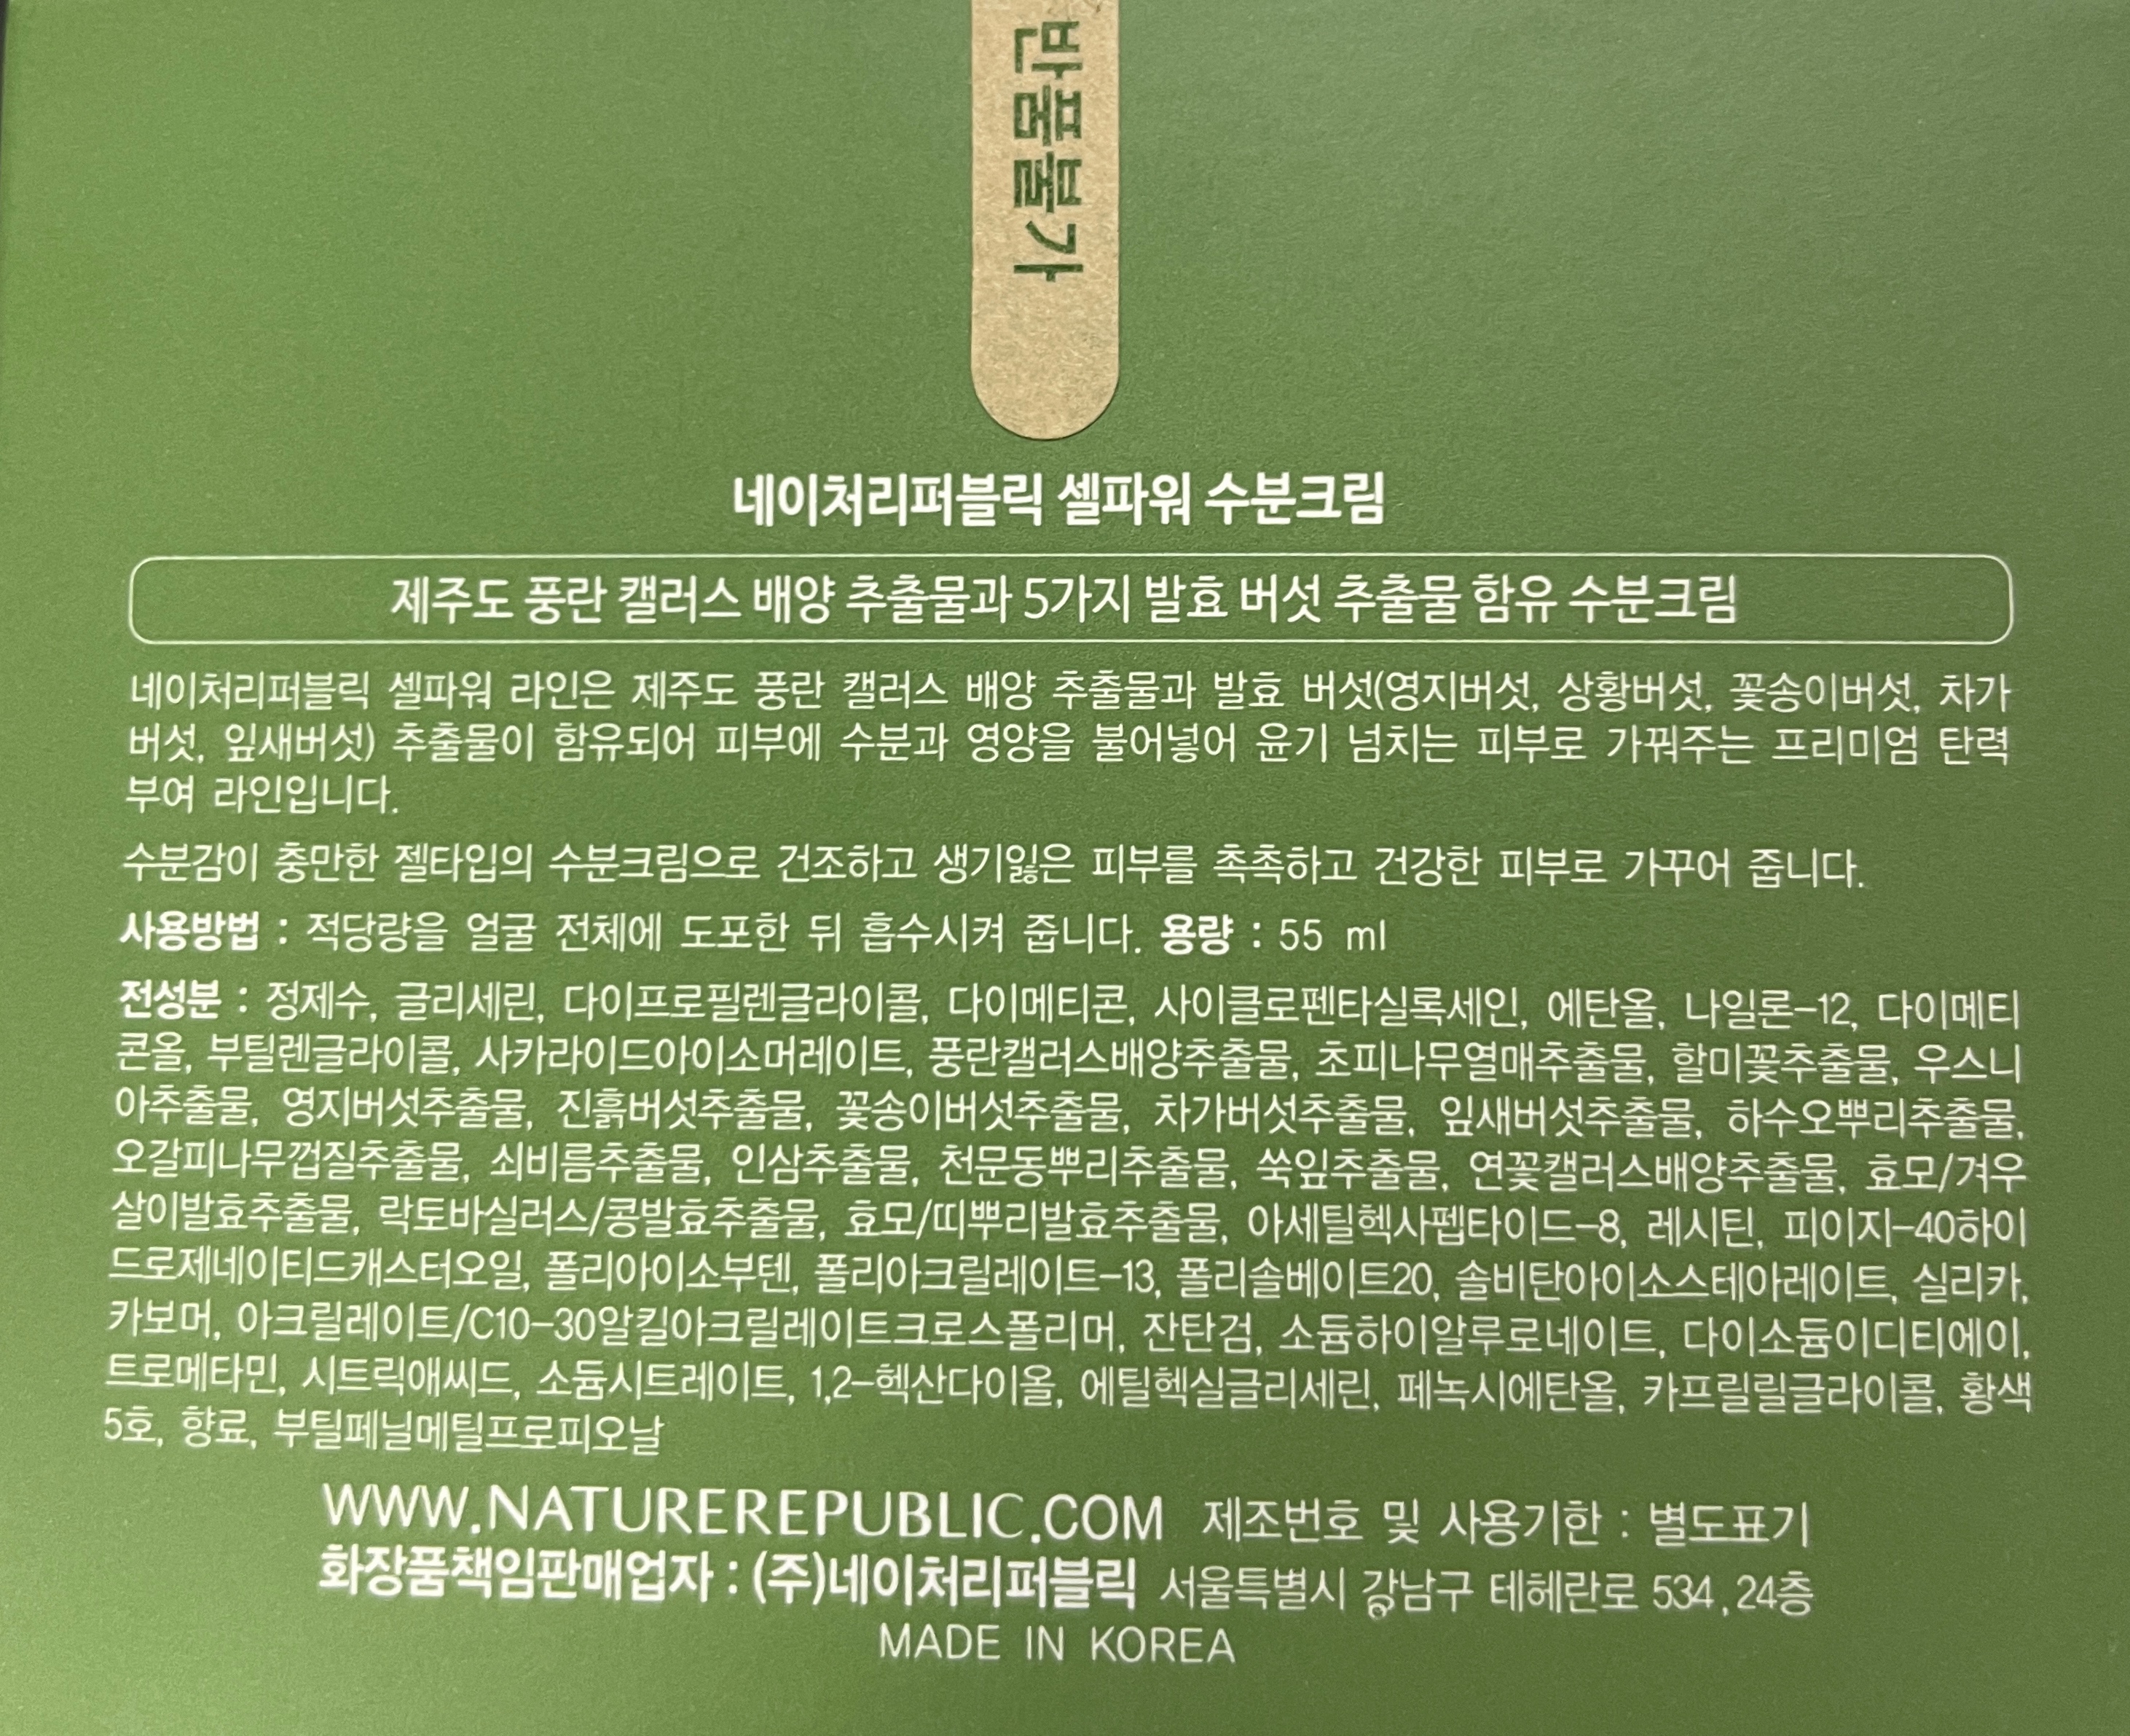 반품불가
네이처리퍼블릭 셀파워 수분크림
제주도 풍란 캘러스 배양 추출물과 5가지 발효 버섯 추출물 함유 수분크림
네이처리퍼블릭 셀파워 라인은 제주도 풍란 캘러스 배양 추출물과 발효 버섯(영지버섯, 상황버섯, 꽃송이버섯, 차가
버섯, 잎새버섯) 추출물이 함유되어 피부에 수분과 영양을 불어넣어 윤기 넘치는 피부로 가꿔주는 프리미엄 탄력
부여 라인입니다.
수분감이 충만한 젤타입의 수분크림으로 건조하고 생기잃은 피부를 촉촉하고 건강한 피부로 가꾸어 줍니다.
사용방법 : 적당량을 얼굴 전체에 도포한 뒤 흡수시켜 줍니다. 용량 : 55 ml
전성분 : 정제수, 글리세린, 다이프로필렌글라이콜, 다이메티콘, 사이클로펜타실록세인, 에탄올, 나일론-12, 다이메티
콘올, 부틸렌글라이콜, 사카라이드아이소머레이트, 풍란캘러스배양추출물, 초피나무열매추출물, 할미꽃추출물, 우스니
아추출물, 영지버섯추출물, 진흙버섯추출물, 꽃송이버섯추출물, 차가버섯추출물, 잎새버섯추출물, 하수오뿌리추출물,
오갈피나무껍질추출물, 쇠비름추출물, 인삼추출물, 천문동뿌리추출물, 쑥잎추출물, 연꽃캘러스배양추출물, 효모/겨우
살이발효추출물, 락토바실러스/콩발효추출물, 효모/띠뿌리발효추출물, 아세틸헥사펩타이드-8, 레시틴, 피이지-40하이
드로제네이티드캐스터오일, 폴리아이소부텐, 폴리아크릴레이트-13, 폴리솔베이트20, 솔비탄아이소스테아레이트, 실리카,
카보머, 아크릴레이트/C10-30알킬아크릴레이트크로스폴리머, 잔탄검, 소듐하이알루로네이트, 다이소듐이디티에이,
트로메타민, 시트릭애씨드, 소듐시트레이트, 1,2-헥산다이올, 에틸헥실글리세린, 페녹시에탄올, 카프릴릴글라이콜, 황색
5호, 향료, 부틸페닐메틸프로피오날
WWW.NATUREREPUBLIC.COM 제조번호 및 사용기한 : 별도표기
화장품책임판매업자 : (주)네이처리퍼블릭 서울특별시 강남구 테헤란로 534, 24층
MADE IN KOREA